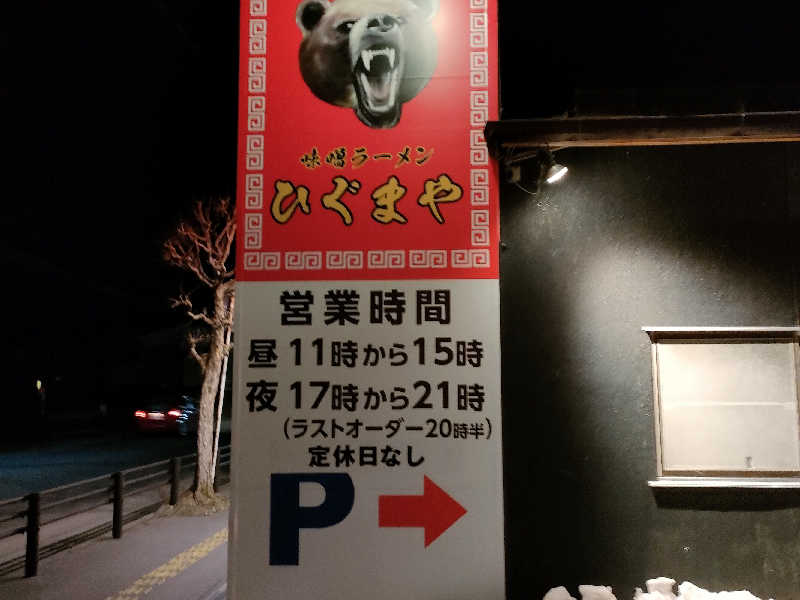 味噌ラーメン
ひぐまや
営業時間
昼 11時から15時
夜 17時から21時
(ラストオーダー20時半)
定休日なし
P